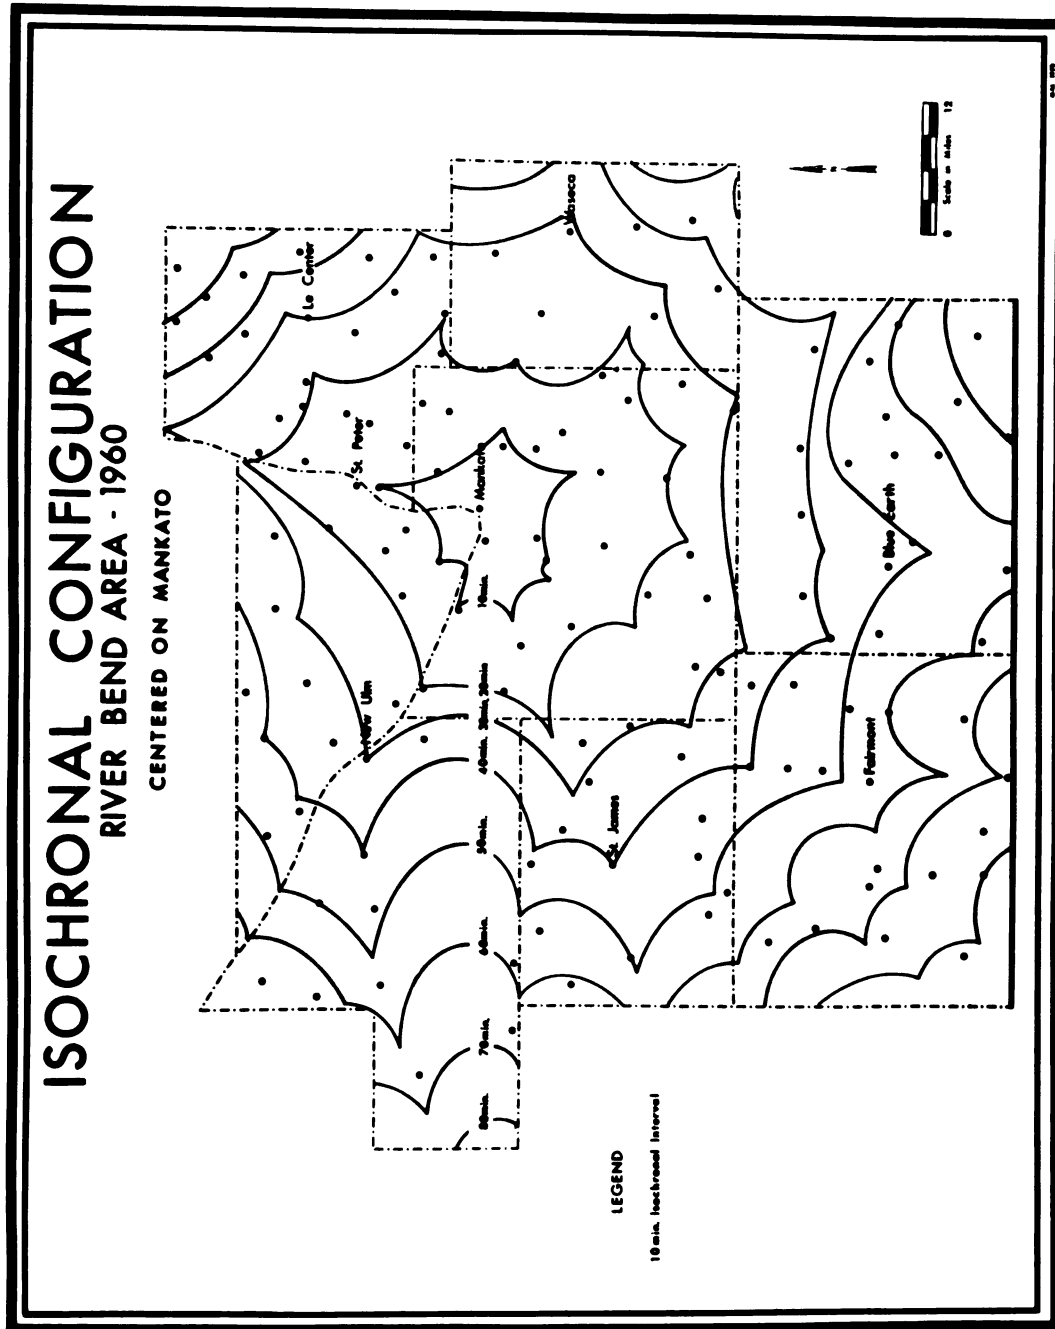 ISOCHRONAL CONFIGURATION
RIVER BEND AREA - 1960
CENTERED ON MANKATO
Le Center
St. Peter
Waseca
Mankato
New Ulm
10min.
20min
30min.
40min.
50min.
60min.
70min.
80min.
St. James
Blue Earth
Fairmont
N
0 Scale in Miles 12
LEGEND
10 min. Isochronal Interval